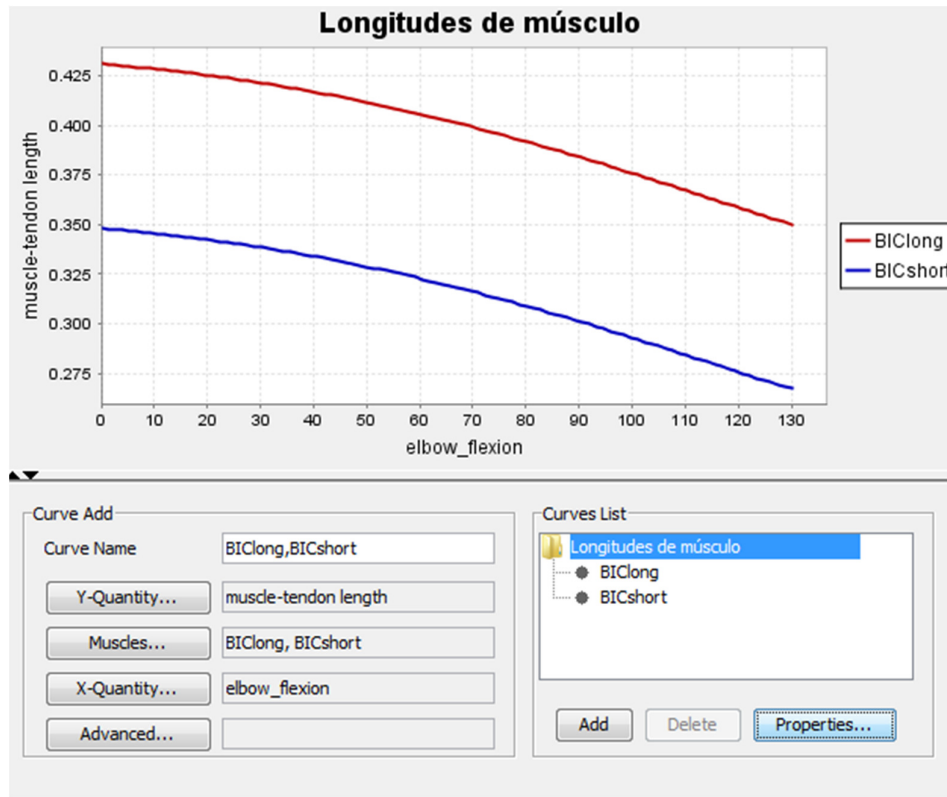 Longitudes de músculo
muscle-tendon length
0.425
0.400
0.375
0.350
0.325
0.300
0.275
0 10 20 30 40 50 60 70 80 90 100 110 120 130
elbow_flexion
BIClong
BICshort
Curve Add
Curve Name BIClong,BICshort
Y-Quantity... muscle-tendon length
Muscles... BIClong, BICshort
X-Quantity... elbow_flexion
Advanced...
Curves List
Longitudes de músculo
BIClong
BICshort
Add Delete Properties...